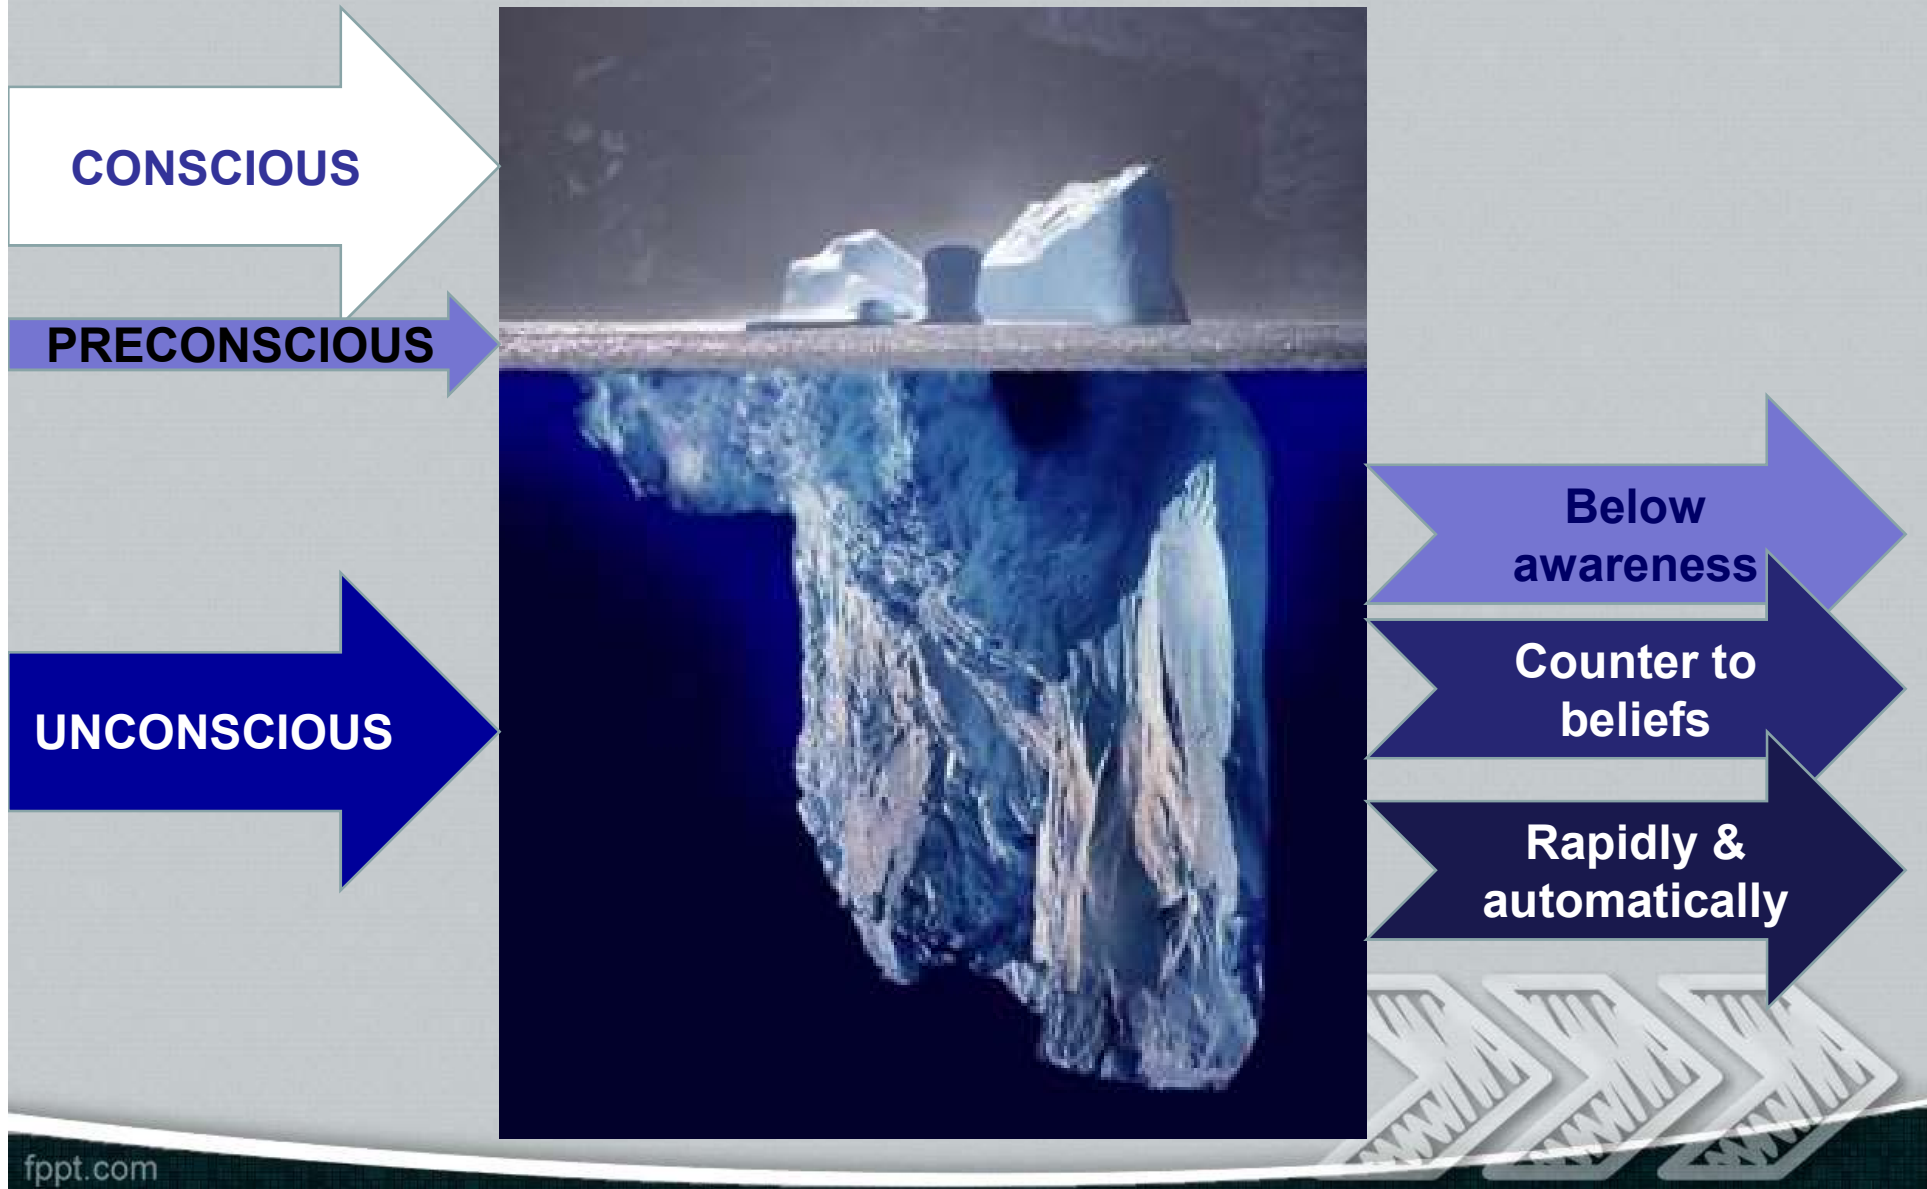 CONSCIOUS
PRECONSCIOUS
UNCONSCIOUS
Below
awareness
Counter to
beliefs
Rapidly &
automatically
fppt.com